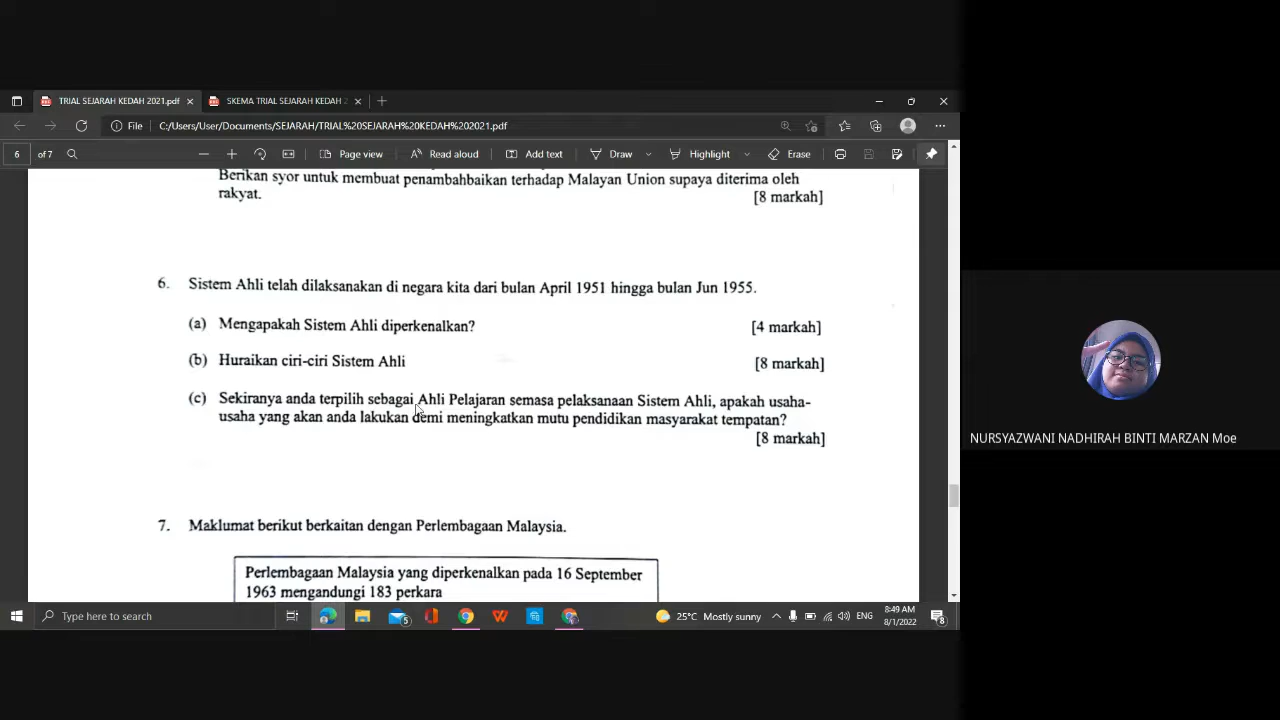 TRIAL SEJARAH KEDAH 2021.pdf
SKEMA TRIAL SEJARAH KEDAH 2
File C:/Users/User/Documents/SEJARAH/TRIAL%20SEJARAH%20KEDAH%202021.pdf
6 of 7 Page view Read aloud Add text Draw Highlight Erase
Berikan syor untuk membuat penambahbaikan terhadap Malayan Union supaya diterima oleh
rakyat. [8 markah]
6. Sistem Ahli telah dilaksanakan di negara kita dari bulan April 1951 hingga bulan Jun 1955.
(a) Mengapakah Sistem Ahli diperkenalkan? [4 markah]
(b) Huraikan ciri-ciri Sistem Ahli [8 markah]
(c) Sekiranya anda terpilih sebagai Ahli Pelajaran semasa pelaksanaan Sistem Ahli, apakah usaha-
usaha yang akan anda lakukan demi meningkatkan mutu pendidikan masyarakat tempatan?
[8 markah]
7. Maklumat berikut berkaitan dengan Perlembagaan Malaysia.
Perlembagaan Malaysia yang diperkenalkan pada 16 September
1963 mengandungi 183 perkara
NURSYAZWANI NADHIRAH BINTI MARZAN Moe
Type here to search 5 25°C Mostly sunny ENG 8:49 AM
8/1/2022 8